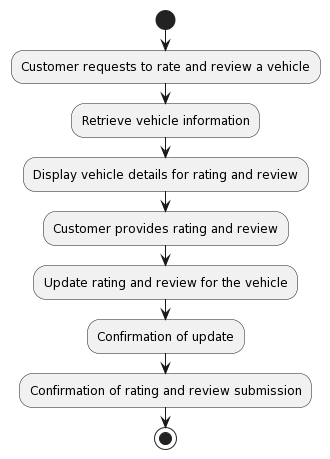 Customer requests to rate and review a vehicle
Retrieve vehicle information
Display vehicle details for rating and review
Customer provides rating and review
Update rating and review for the vehicle
Confirmation of update
Confirmation of rating and review submission